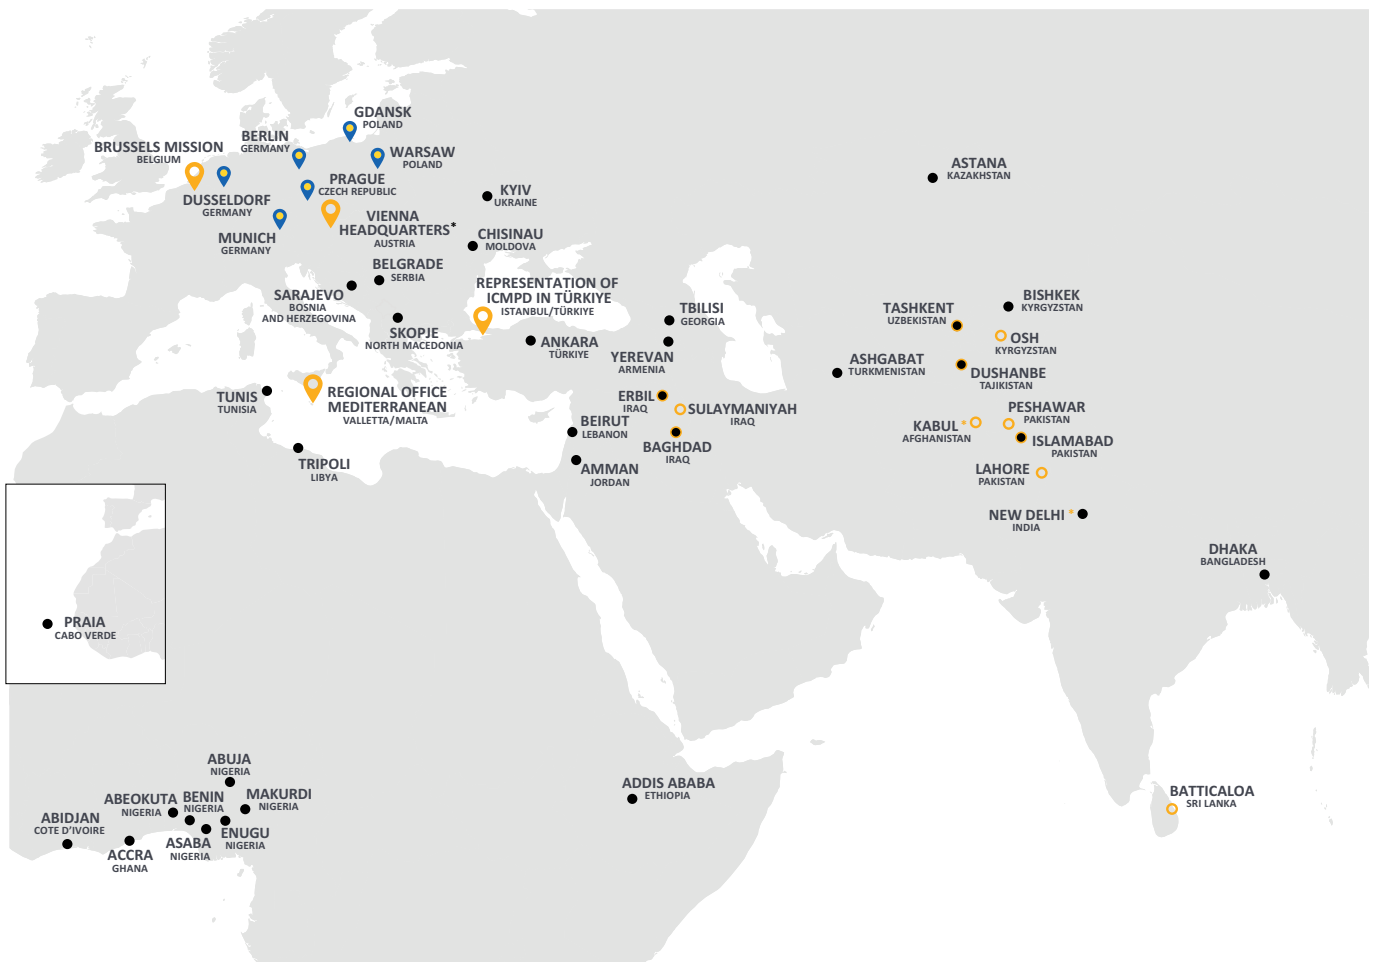 GDANSK
POLAND
BERLIN
GERMANY
BRUSSELS MISSION
BELGIUM
WARSAW
POLAND
PRAGUE
CZECH REPUBLIC
DUSSELDORF
GERMANY
MUNICH
GERMANY
VIENNA
HEADQUARTERS*
AUSTRIA
KYIV
UKRAINE
CHISINAU
MOLDOVA
ASTANA
KAZAKHSTAN
BELGRADE
SERBIA
SARAJEVO
BOSNIA
AND HERZEGOVINA
REPRESENTATION OF
ICMPD IN TÜRKIYE
ISTANBUL/TÜRKIYE
SKOPJE
NORTH MACEDONIA
ANKARA
TÜRKIYE
TBILISI
GEORGIA
YEREVAN
ARMENIA
TASHKENT
UZBEKISTAN
BISHKEK
KYRGYZSTAN
OSH
KYRGYZSTAN
ASHGABAT
TURKMENISTAN
DUSHANBE
TAJIKISTAN
TUNIS
TUNISIA
REGIONAL OFFICE
MEDITERRANEAN
VALLETTA/MALTA
ERBIL
IRAQ
SULAYMANIYAH
IRAQ
BEIRUT
LEBANON
BAGHDAD
IRAQ
KABUL *
AFGHANISTAN
PESHAWAR
PAKISTAN
ISLAMABAD
PAKISTAN
TRIPOLI
LIBYA
AMMAN
JORDAN
LAHORE
PAKISTAN
NEW DELHI *
INDIA
DHAKA
BANGLADESH
PRAIA
CABO VERDE
ABUJA
NIGERIA
ABEOKUTA
NIGERIA
BENIN
NIGERIA
MAKURDI
NIGERIA
ABIDJAN
COTE D'IVOIRE
ACCRA
GHANA
ASABA
NIGERIA
ENUGU
NIGERIA
ADDIS ABABA
ETHIOPIA
BATTICALOA
SRI LANKA